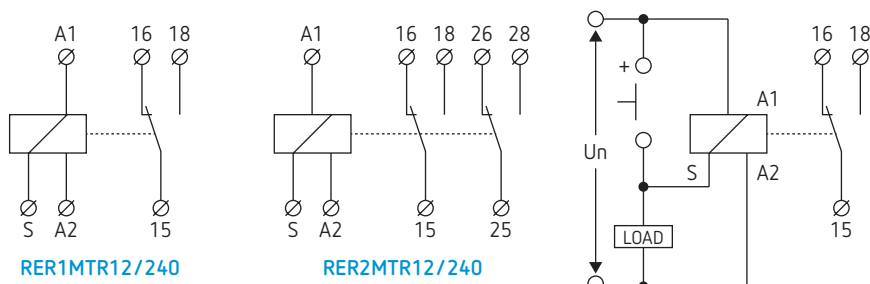 A1 16 18
S A2 15
RER1MTR12/240
A1 16 18 26 28
S A2 15 25
RER2MTR12/240
16 18
+
A1
Un
S A2
LOAD
15